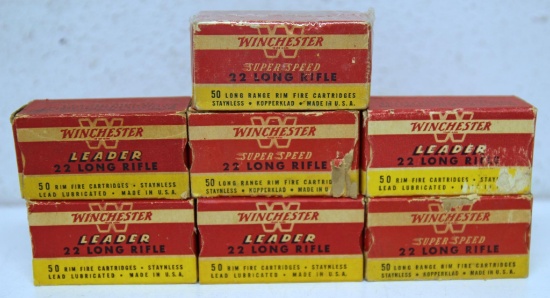 WINCHESTER
SUPER SPEED
22 LONG RIFLE
50 LONG RANGE RIM FIRE CARTRIDGES
STAYNLESS • KOPPERKLAD • MADE IN U.S.A.
WINCHESTER
LEADER
22 LONG RIFLE
50 RIM FIRE CARTRIDGES • STAYNLESS
LEAD LUBRICATED • MADE IN U.S.A.
WINCHESTER
SUPER SPEED
22 LONG RIFLE
50 LONG RANGE RIM FIRE
STAYNLESS • KOPPERKLAD • MADE IN U.S.A.
WINCHESTER
LEADER
22 LONG RIFLE
50 RIM FIRE CARTRIDGES • STAYNLESS
LEAD LUBRICATED •
WINCHESTER
LEADER
22 LONG RIFLE
50 RIM FIRE CARTRIDGES • STAYNLESS
LEAD LUBRICATED • MADE IN U.S.A.
WINCHESTER
LEADER
22 LONG RIFLE
50 RIM FIRE CARTRIDGES • STAYNLESS
LEAD LUBRICATED • MADE IN U.S.A.
WINCHESTER
SUPER SPEED
22 LONG RIFLE
50 LONG RANGE RIM FIRE CARTRIDGES
STAYNLESS • KOPPERKLAD • MADE IN U.S.A.